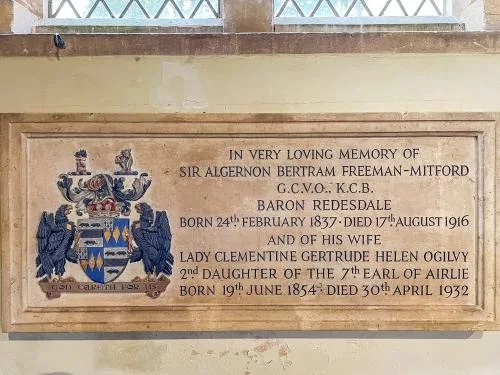 IN VERY LOVING MEMORY OF
SIR ALGERNON BERTRAM FREEMAN-MITFORD
G.C.V.O., K.C.B.
BARON REDESDALE
BORN 24th FEBRUARY 1837 · DIED 17th AUGUST 1916
AND OF HIS WIFE
LADY CLEMENTINE GERTRUDE HELEN OGILVY
2nd DAUGHTER OF THE 7th EARL OF AIRLIE
BORN 19th JUNE 1854 · DIED 30th APRIL 1932
GOD CARETH FOR US